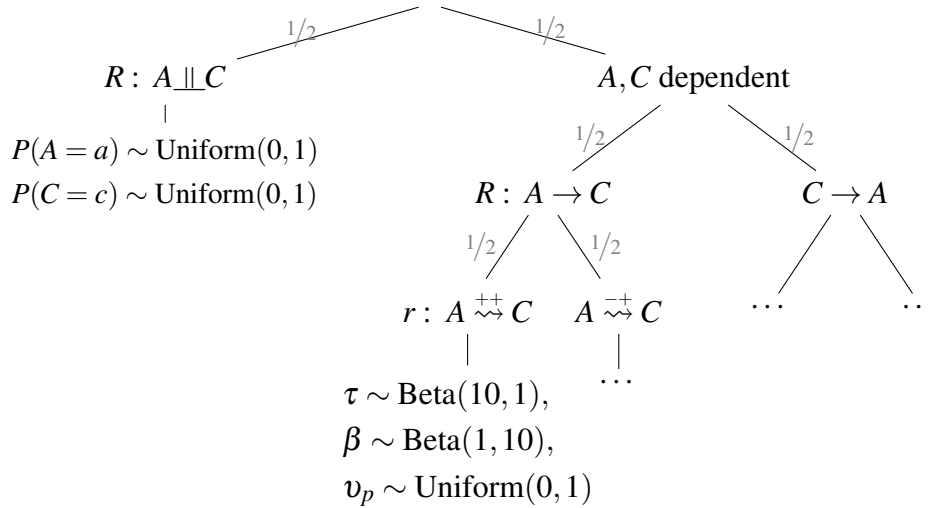 1/2 1/2
R: A ⫫ C A, C dependent
P(A = a) ∼ Uniform(0, 1)
P(C = c) ∼ Uniform(0, 1)
1/2 1/2
R: A → C C → A
1/2 1/2
r: A ⇝++ C A ⇝−+ C ··· ··
τ ∼ Beta(10, 1), ···
β ∼ Beta(1, 10),
υ_p ∼ Uniform(0, 1)